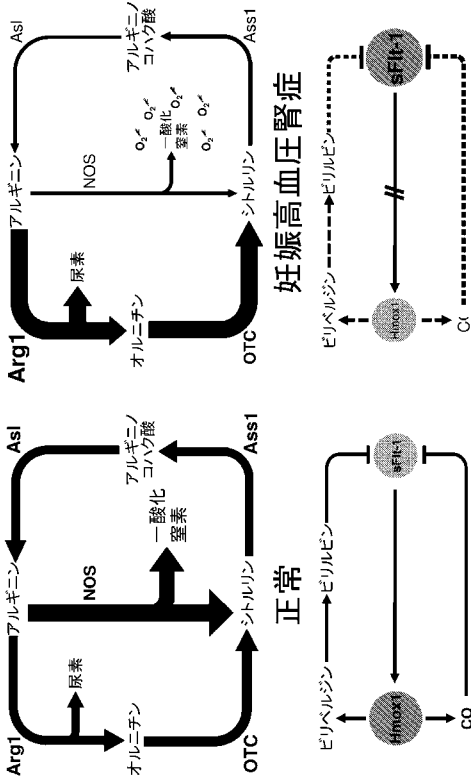 Arg1
アルギニン
Asl
NOS
尿素
オルニチン
一酸化
窒素
アルギニノ
コハク酸
OTC
シトルリン
Ass1
正常
ビリベルジン
ビリルビン
Hmox1
sFlt-1
CO
Arg1
アルギニン
Asl
NOS
尿素
オルニチン
O₂⁻
O₂⁻
O₂⁻
O₂⁻
O₂⁻
O₂⁻
一酸化
窒素
アルギニノ
コハク酸
OTC
シトルリン
Ass1
妊娠高血圧腎症
ビリベルジン
ビリルビン
Hmox1
sFlt-1